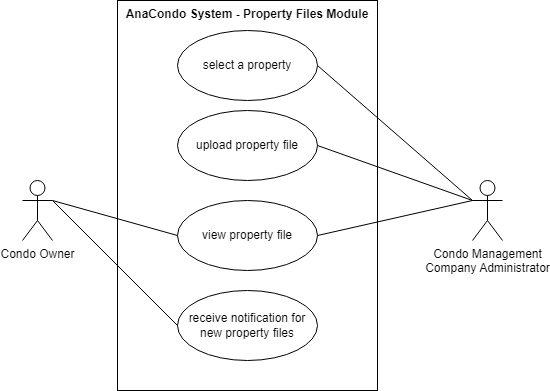 AnaCondo System - Property Files Module
select a property
upload property file
view property file
receive notification for
new property files
Condo Owner
Condo Management
Company Administrator